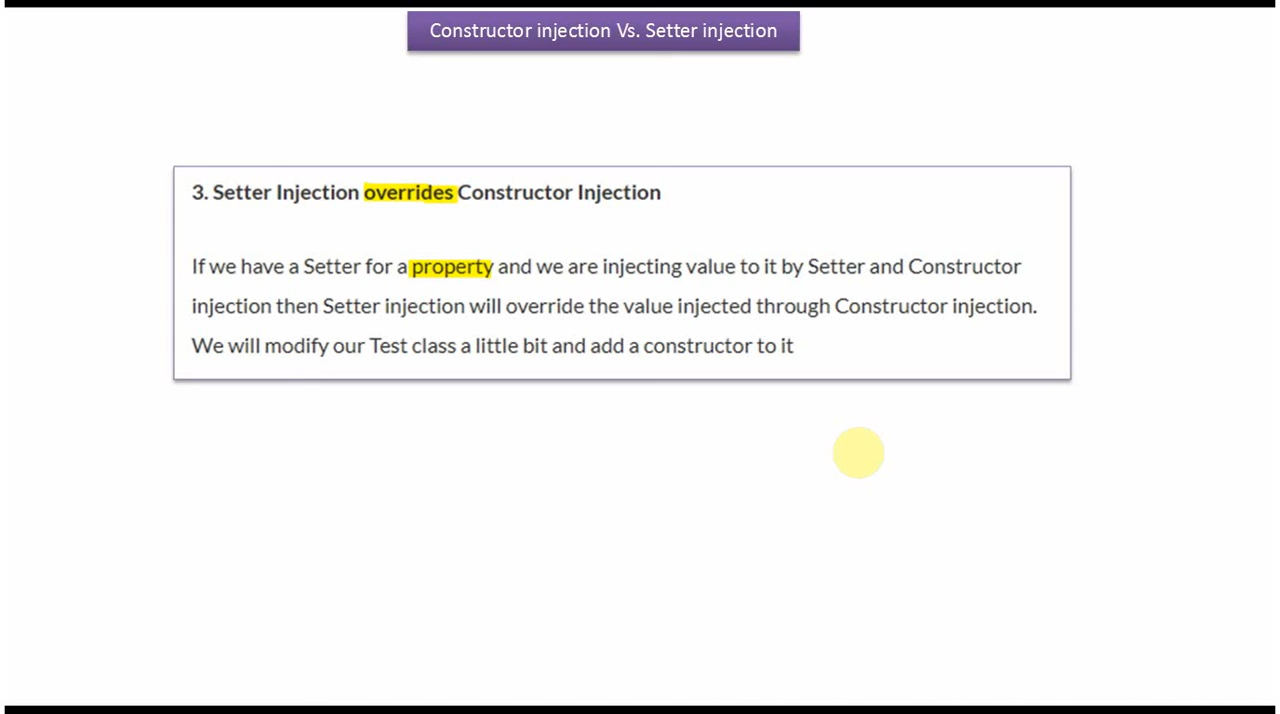 Constructor injection Vs. Setter injection
3. Setter Injection overrides Constructor Injection
If we have a Setter for a property and we are injecting value to it by Setter and Constructor
injection then Setter injection will override the value injected through Constructor injection.
We will modify our Test class a little bit and add a constructor to it